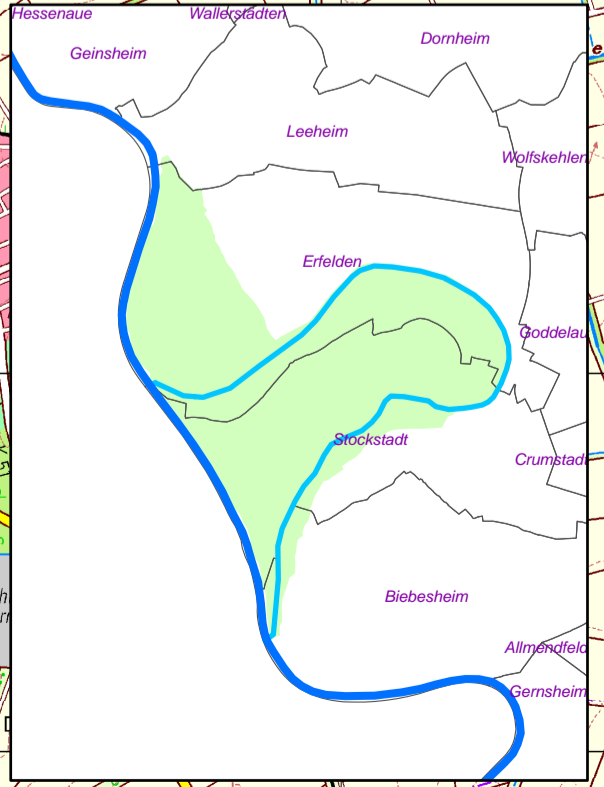 Hessenaue
Wallerstädten
Dornheim
Geinsheim
Leeheim
Wolfskehlen
Erfelden
Goddelau
Stockstadt
Crumstadt
Biebesheim
Allmendfeld
Gernsheim